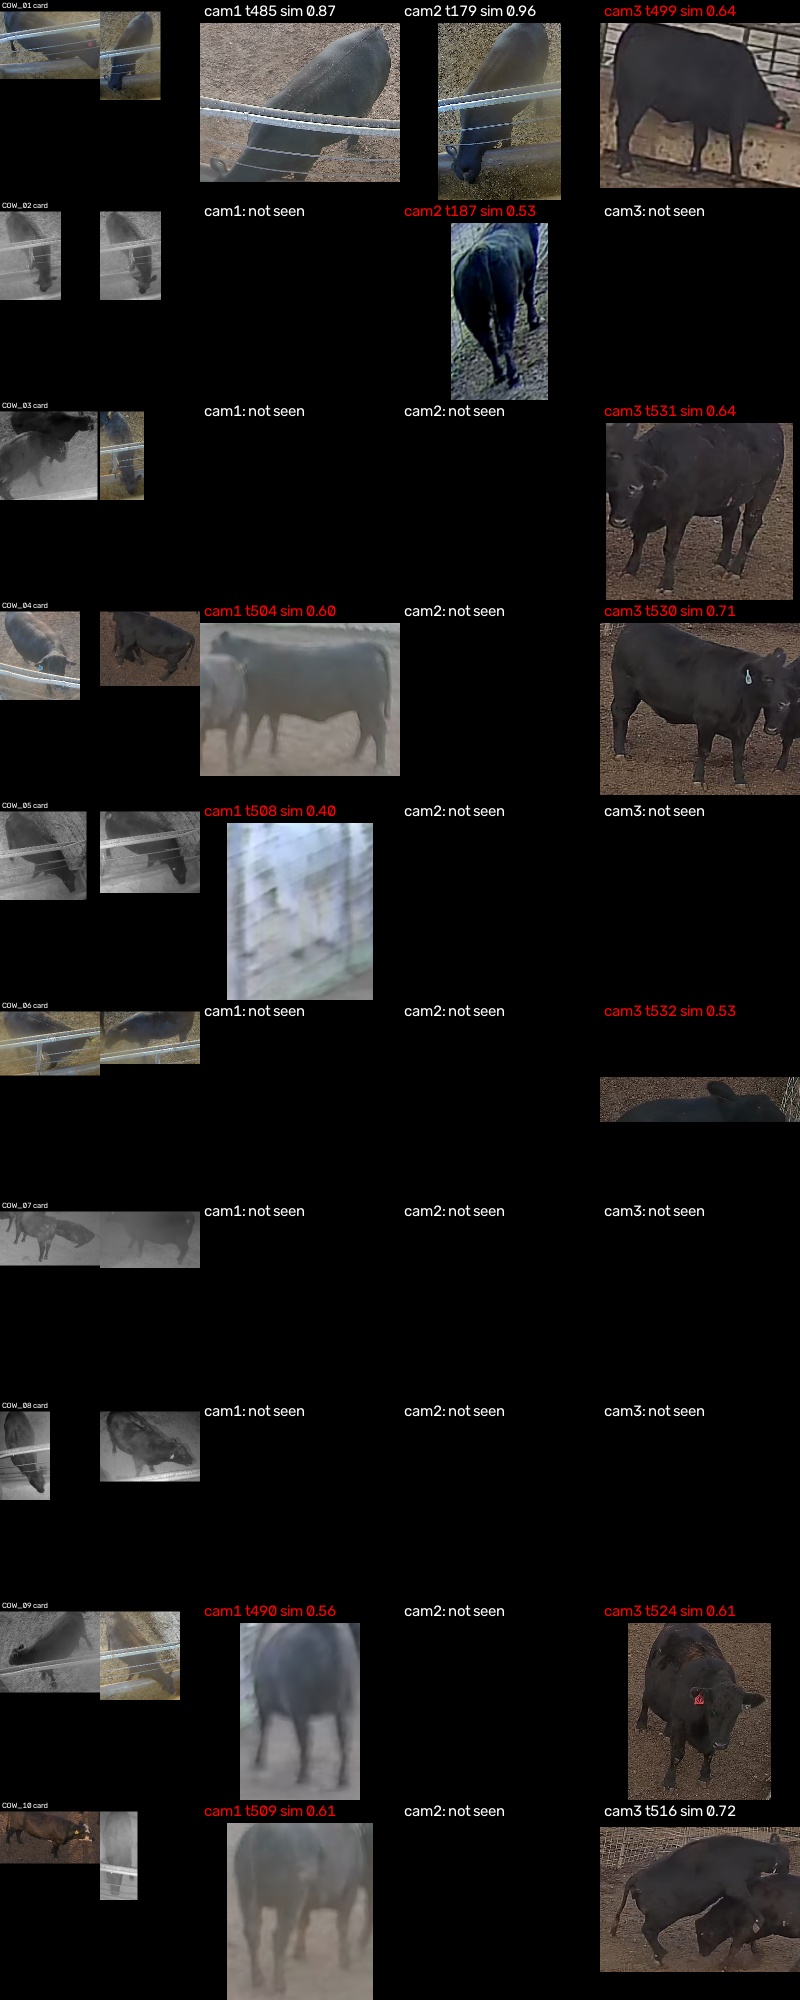 COW_01 card
cam1 t485 sim 0.87
cam2 t179 sim 0.96
cam3 t499 sim 0.64
COW_02 card
cam1: not seen
cam2 t187 sim 0.53
cam3: not seen
COW_03 card
cam1: not seen
cam2: not seen
cam3 t531 sim 0.64
COW_04 card
cam1 t504 sim 0.60
cam2: not seen
cam3 t530 sim 0.71
COW_05 card
cam1 t508 sim 0.40
cam2: not seen
cam3: not seen
COW_06 card
cam1: not seen
cam2: not seen
cam3 t532 sim 0.53
COW_07 card
cam1: not seen
cam2: not seen
cam3: not seen
COW_08 card
cam1: not seen
cam2: not seen
cam3: not seen
COW_09 card
cam1 t490 sim 0.56
cam2: not seen
cam3 t524 sim 0.61
COW_10 card
cam1 t509 sim 0.61
cam2: not seen
cam3 t516 sim 0.72